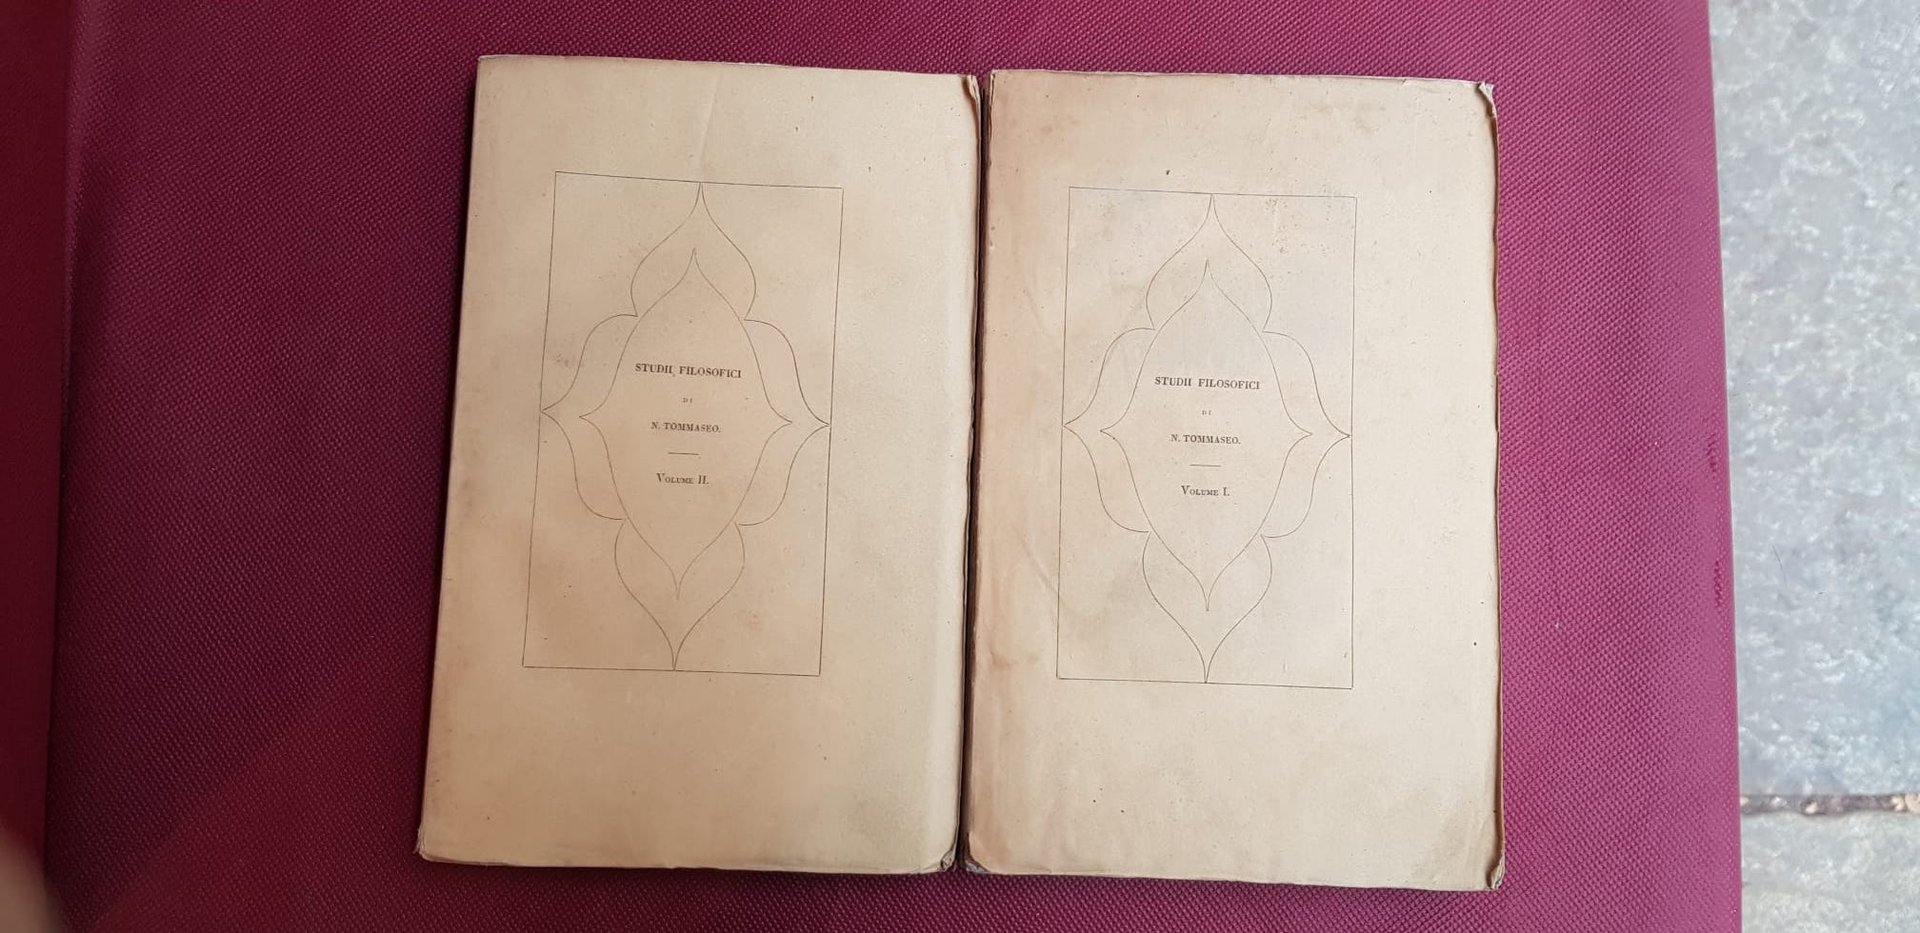 STUDII FILOSOFICI
DI
N. TOMMASEO.
VOLUME II.
STUDII FILOSOFICI
DI
N. TOMMASEO.
VOLUME I.